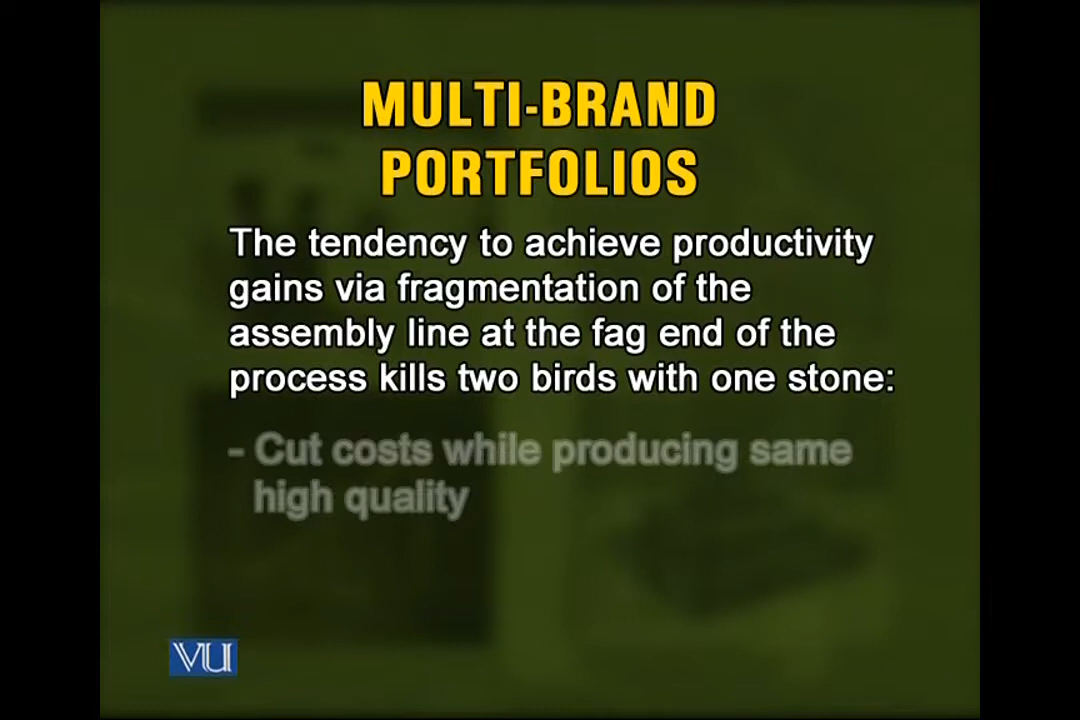 MULTI-BRAND
PORTFOLIOS
The tendency to achieve productivity
gains via fragmentation of the
assembly line at the fag end of the
process kills two birds with one stone:
- Cut costs while producing same
high quality
VU